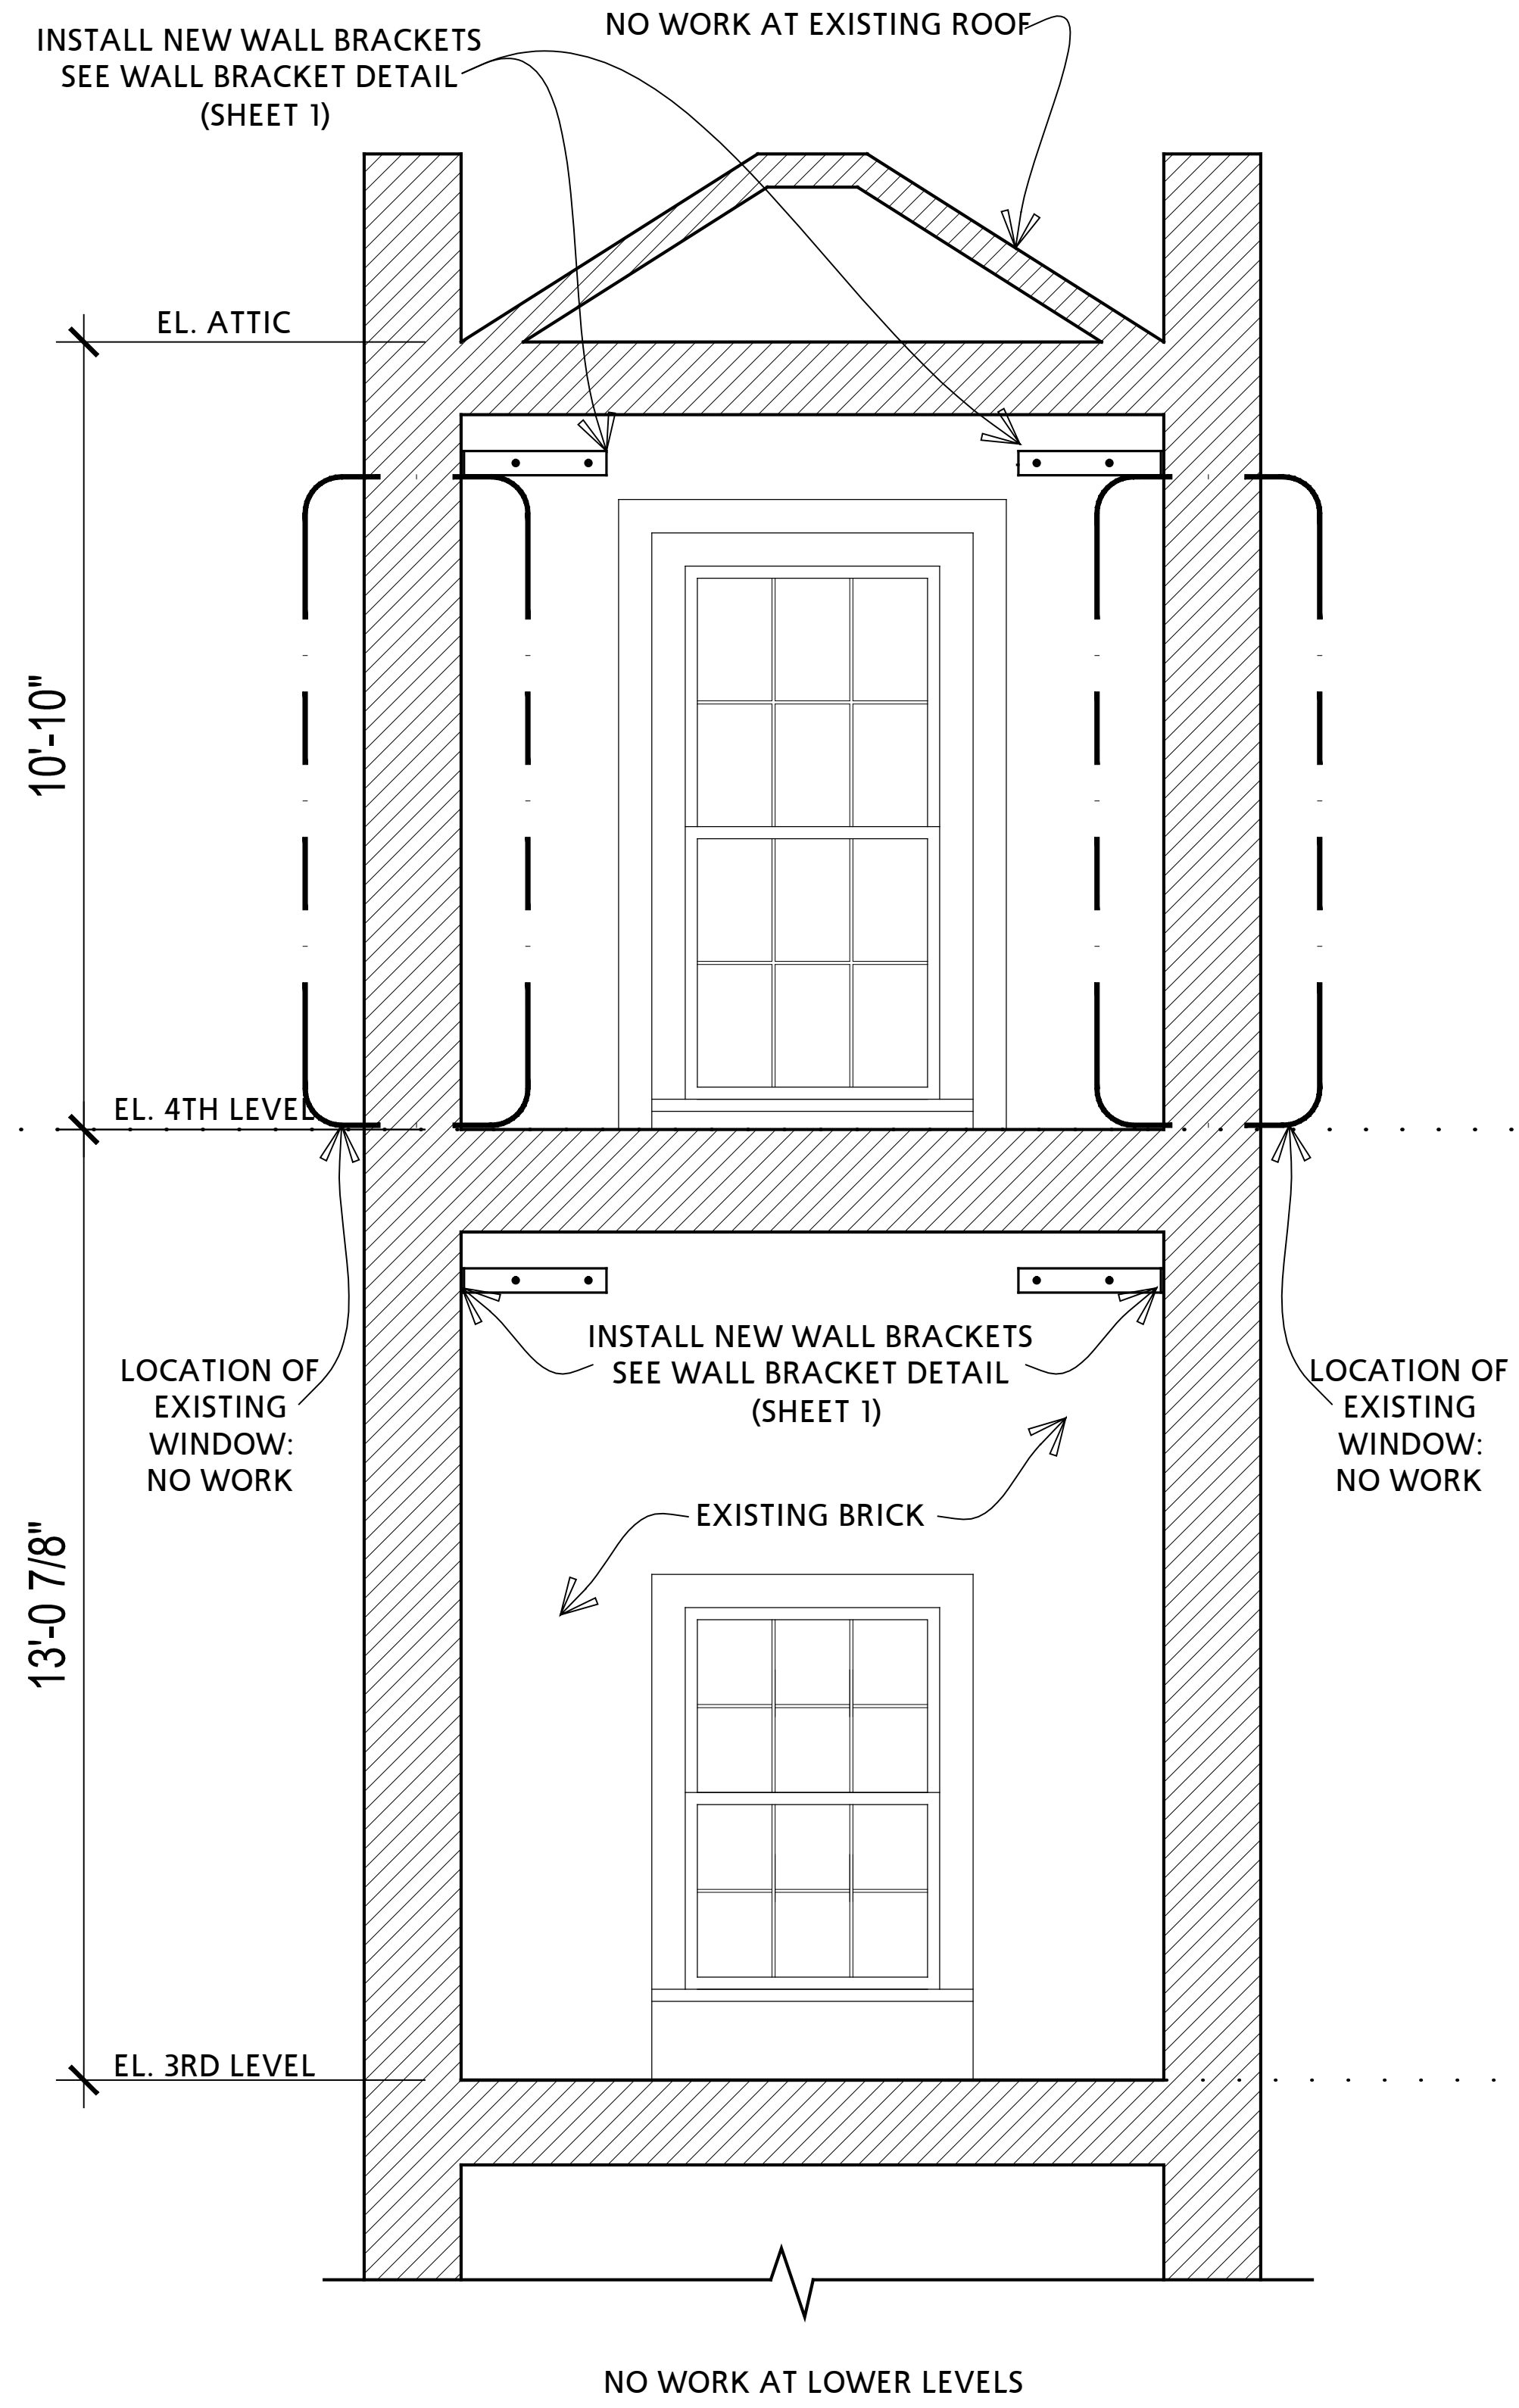 NO WORK AT EXISTING ROOF
INSTALL NEW WALL BRACKETS
SEE WALL BRACKET DETAIL
(SHEET 1)
EL. ATTIC
10'-10"
EL. 4TH LEVEL
INSTALL NEW WALL BRACKETS
SEE WALL BRACKET DETAIL
(SHEET 1)
LOCATION OF
EXISTING
WINDOW:
NO WORK
LOCATION OF
EXISTING
WINDOW:
NO WORK
EXISTING BRICK
13'-0 7/8"
EL. 3RD LEVEL
NO WORK AT LOWER LEVELS